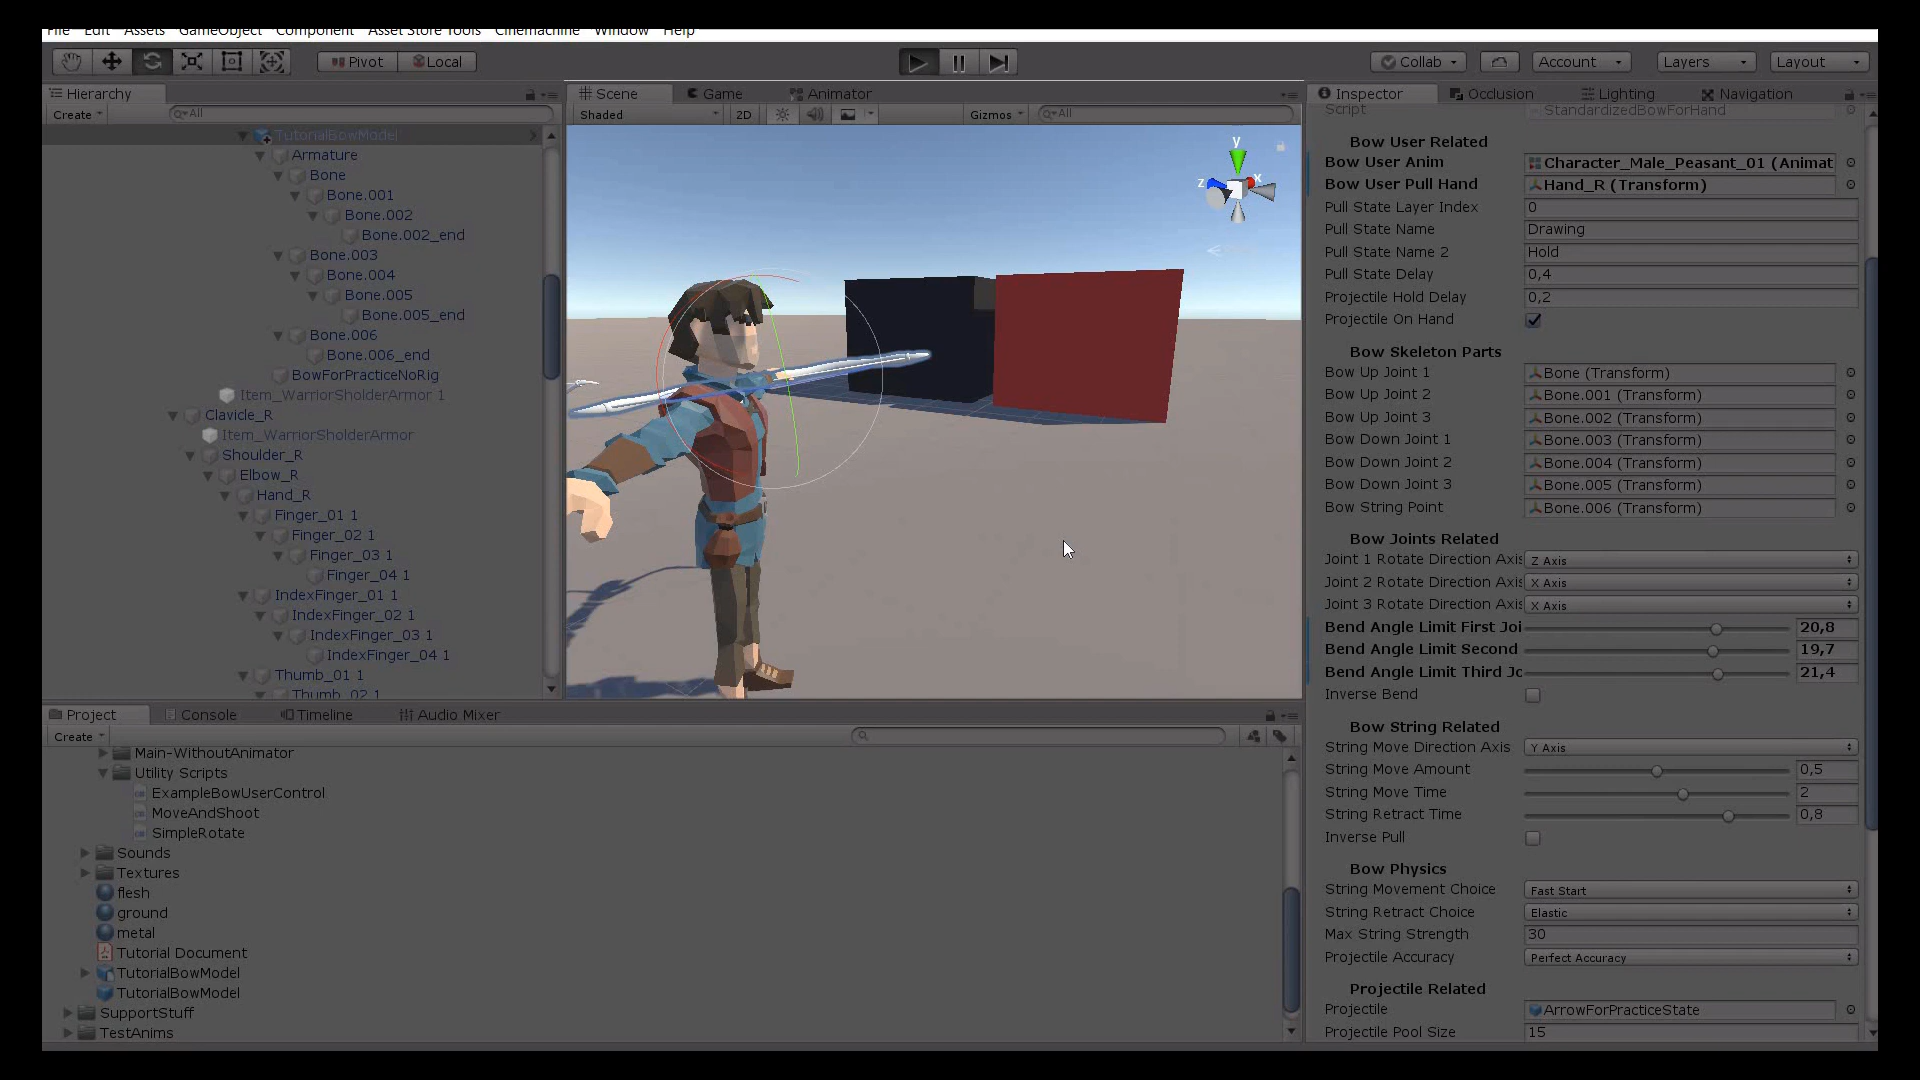 File Edit Assets GameObject Component Asset Store Tools Cinemachine Window Help
Pivot Local Collab Account Layers Layout
Hierarchy
Create All
TutorialBowModel
Armature
Bone
Bone.001
Bone.002
Bone.002_end
Bone.003
Bone.004
Bone.005
Bone.005_end
Bone.006
Bone.006_end
BowForPracticeNoRig
Item_WarriorSholderArmor 1
Clavicle_R
Item_WarriorSholderArmor
Shoulder_R
Elbow_R
Hand_R
Finger_01 1
Finger_02 1
Finger_03 1
Finger_04 1
IndexFinger_01 1
IndexFinger_02 1
IndexFinger_03 1
IndexFinger_04 1
Thumb_01 1
Thumb_02 1
Scene Game Animator
Shaded 2D Gizmos All
y
x
z
Project Console Timeline Audio Mixer
Create
Main-WithoutAnimator
Utility Scripts
ExampleBowUserControl
MoveAndShoot
SimpleRotate
Sounds
Textures
flesh
ground
metal
Tutorial Document
TutorialBowModel
TutorialBowModel
SupportStuff
TestAnims
Inspector Occlusion Lighting Navigation
Script StandardizedBowForHand
Bow User Related
Bow User Anim Character_Male_Peasant_01 (Animat
Bow User Pull Hand Hand_R (Transform)
Pull State Layer Index 0
Pull State Name Drawing
Pull State Name 2 Hold
Pull State Delay 0,4
Projectile Hold Delay 0,2
Projectile On Hand
Bow Skeleton Parts
Bow Up Joint 1 Bone (Transform)
Bow Up Joint 2 Bone.001 (Transform)
Bow Up Joint 3 Bone.002 (Transform)
Bow Down Joint 1 Bone.003 (Transform)
Bow Down Joint 2 Bone.004 (Transform)
Bow Down Joint 3 Bone.005 (Transform)
Bow String Point Bone.006 (Transform)
Bow Joints Related
Joint 1 Rotate Direction Axis Z Axis
Joint 2 Rotate Direction Axis X Axis
Joint 3 Rotate Direction Axis X Axis
Bend Angle Limit First Joi 20,8
Bend Angle Limit Second 19,7
Bend Angle Limit Third Jo 21,4
Inverse Bend
Bow String Related
String Move Direction Axis Y Axis
String Move Amount 0,5
String Move Time 2
String Retract Time 0,8
Inverse Pull
Bow Physics
String Movement Choice Fast Start
String Retract Choice Elastic
Max String Strength 30
Projectile Accuracy Perfect Accuracy
Projectile Related
Projectile ArrowForPracticeState
Projectile Pool Size 15